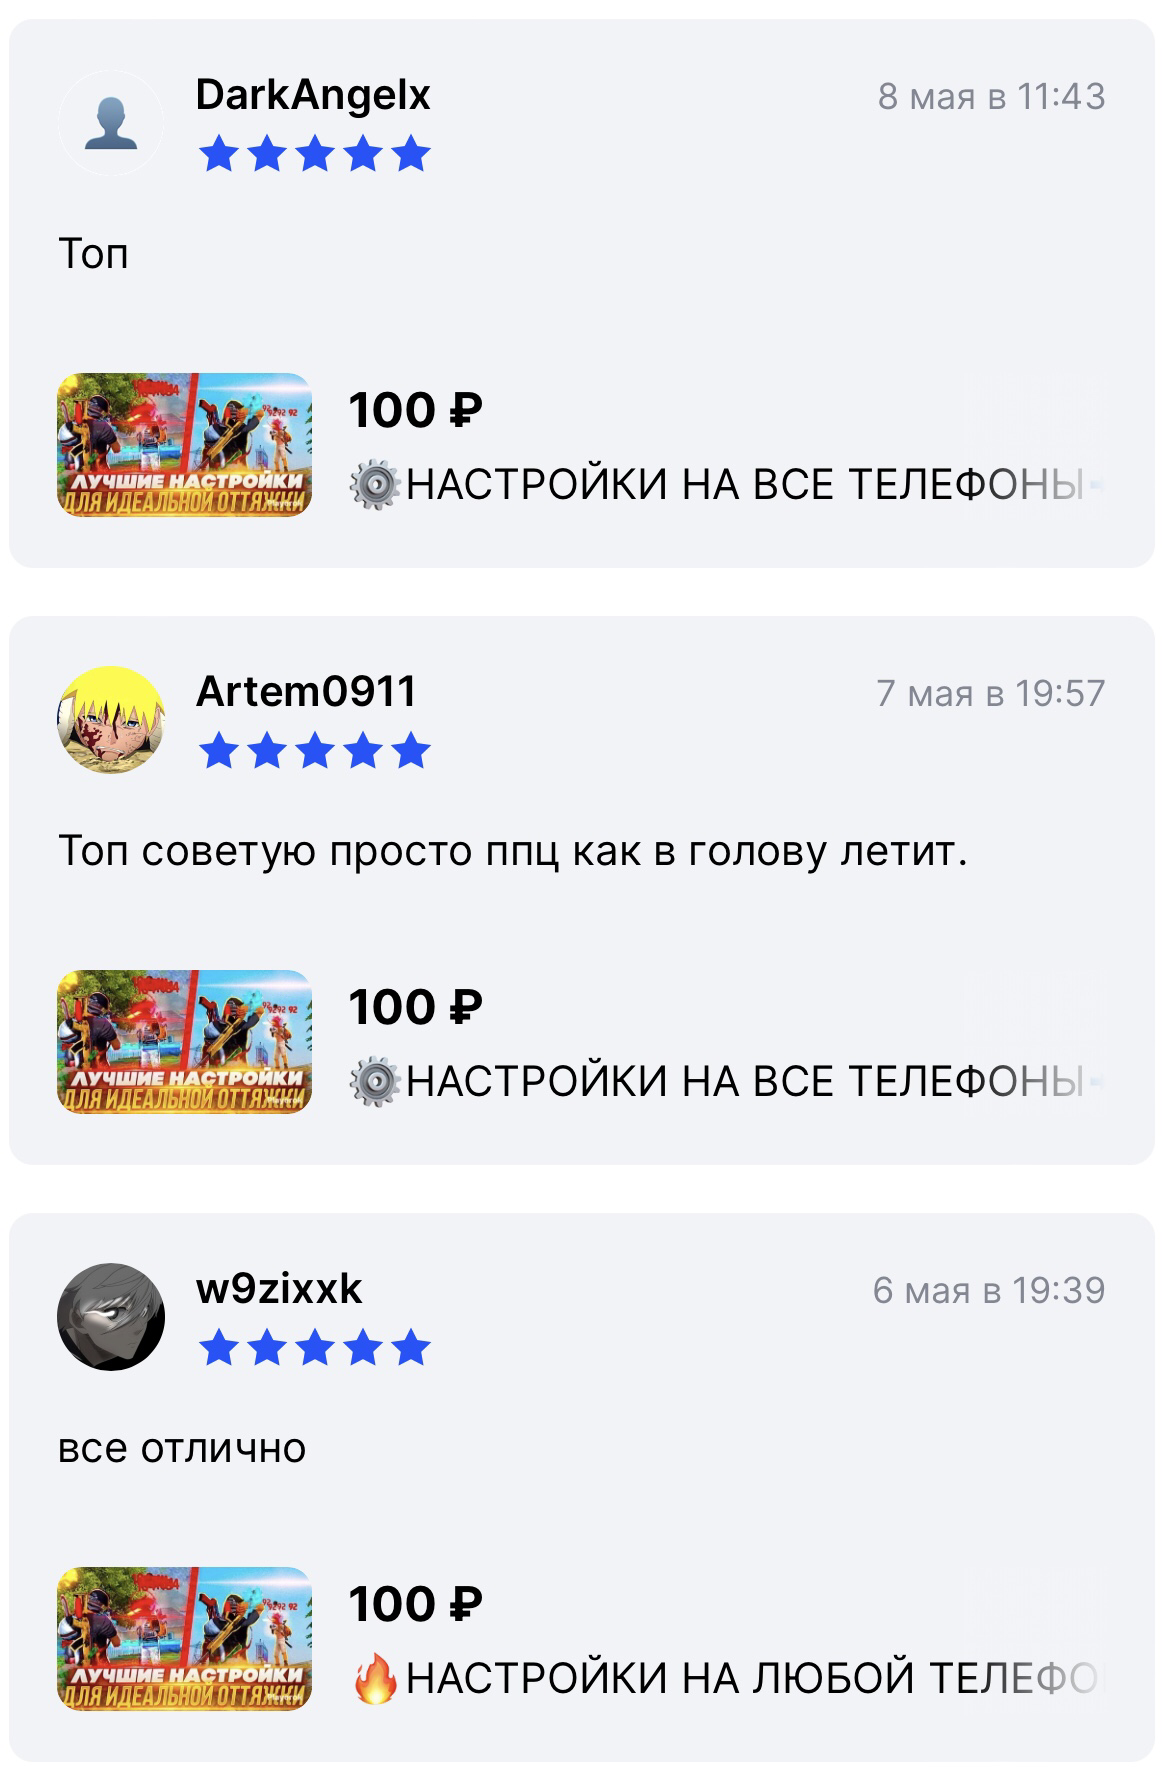 DarkAngelx
8 мая в 11:43
Топ
ЛУЧШИЕ НАСТРОЙКИ
ДЛЯ ИДЕАЛЬНОЙ ОТТЯЖКИ
100 ₽
⚙️НАСТРОЙКИ НА ВСЕ ТЕЛЕФОНЫ
Artem0911
7 мая в 19:57
Топ советую просто ппц как в голову летит.
ЛУЧШИЕ НАСТРОЙКИ
ДЛЯ ИДЕАЛЬНОЙ ОТТЯЖКИ
100 ₽
⚙️НАСТРОЙКИ НА ВСЕ ТЕЛЕФОНЫ
w9zixxk
6 мая в 19:39
все отлично
ЛУЧШИЕ НАСТРОЙКИ
ДЛЯ ИДЕАЛЬНОЙ ОТТЯЖКИ
100 ₽
🔥НАСТРОЙКИ НА ЛЮБОЙ ТЕЛЕФО